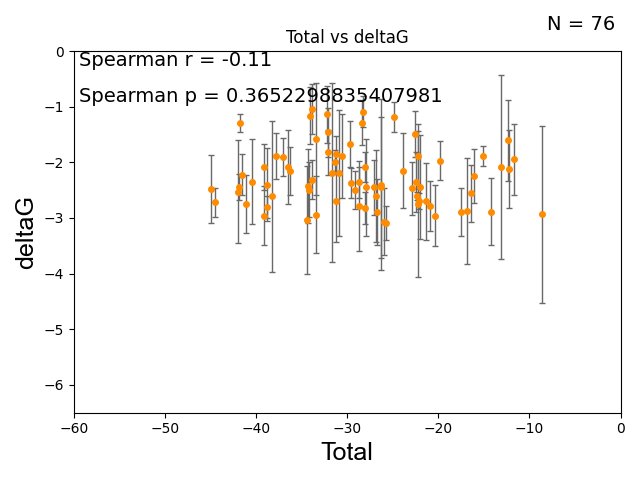 N = 76
Total vs deltaG
Spearman r = -0.11
Spearman p = 0.3652298835407981
0
−1
−2
−3
−4
−5
−6
deltaG
−60 −50 −40 −30 −20 −10 0
Total